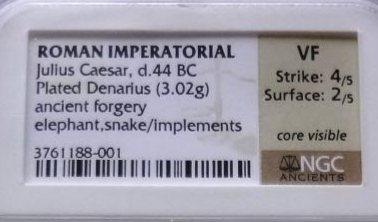 ROMAN IMPERATORIAL
Julius Caesar, d.44 BC
Plated Denarius (3.02g)
ancient forgery
elephant,snake/implements
3761188-001
VF
Strike: 4/5
Surface: 2/5
core visible
NGC
ANCIENTS